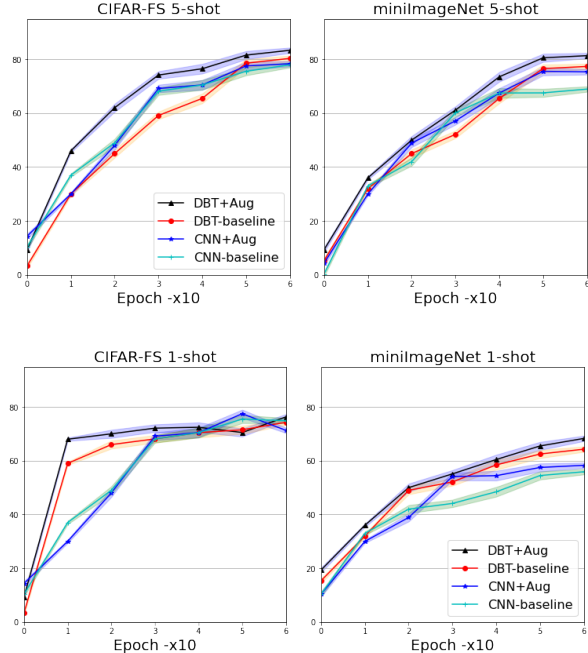 CIFAR-FS 5-shot
80
60
40
20
0
DBT+Aug
DBT-baseline
CNN+Aug
CNN-baseline
0 1 2 3 4 5 6
Epoch -x10
miniImageNet 5-shot
80
60
40
20
0
0 1 2 3 4 5 6
Epoch -x10
CIFAR-FS 1-shot
80
60
40
20
0
0 1 2 3 4 5 6
Epoch -x10
miniImageNet 1-shot
80
60
40
20
0
DBT+Aug
DBT-baseline
CNN+Aug
CNN-baseline
0 1 2 3 4 5 6
Epoch -x10